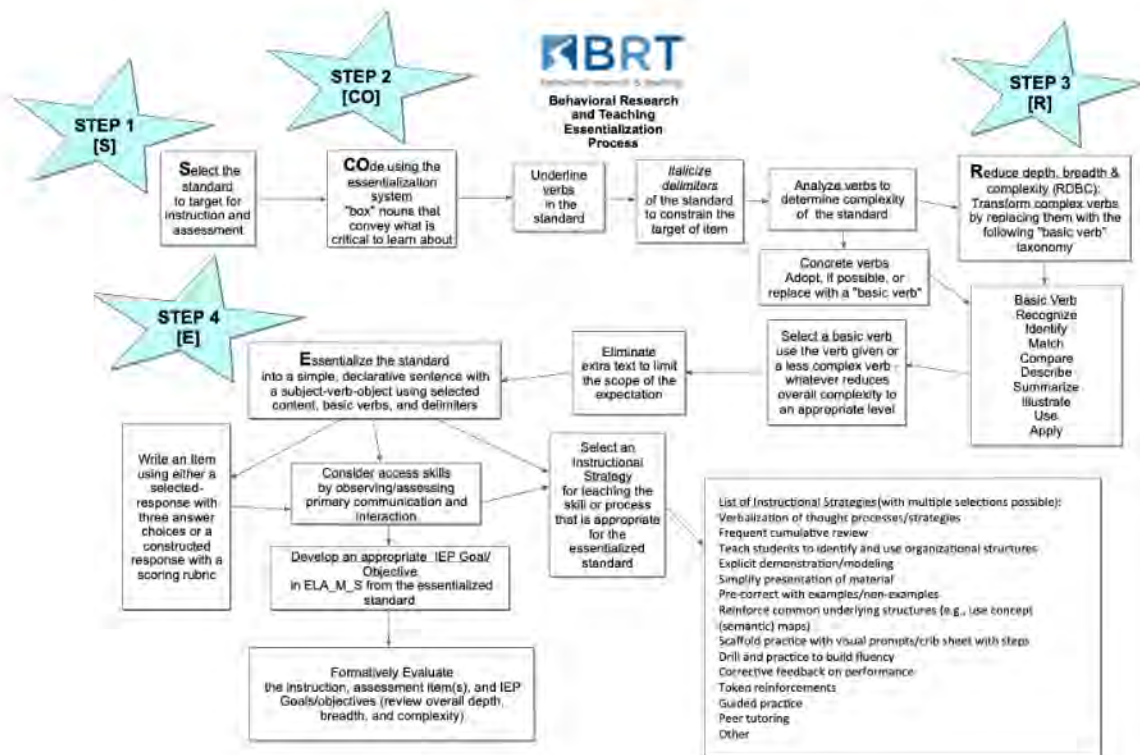 STEP 1
[S]
STEP 2
[CO]
BRT
behavioral research & teaching
Behavioral Research
and Teaching
Essentialization
Process
STEP 3
[R]
Select the
standard
to target for
instruction and
assessment
COde using the
essentialization
system
"box" nouns that
convey what is
critical to learn about
Underline
verbs
in the
standard
Italicize
delimiters
of the standard
to constrain the
target of item
Analyze verbs to
determine complexity
of the standard
Reduce depth, breadth &
complexity (RDBC):
Transform complex verbs
by replacing them with the
following "basic verb"
taxonomy
Concrete verbs
Adopt, if possible, or
replace with a "basic verb"
Basic Verb
Recognize
Identify
Match
Compare
Describe
Summarize
Illustrate
Use
Apply
Select a basic verb
use the verb given or
a less complex verb -
whatever reduces
overall complexity to
an appropriate level
Eliminate
extra text to limit
the scope of the
expectation
STEP 4
[E]
Essentialize the standard
into a simple, declarative sentence with
a subject-verb-object using selected
content, basic verbs, and delimiters
Write an Item
using either a
selected-
response with
three answer
choices or a
constructed
response with a
scoring rubric
Consider access skills
by observing/assessing
primary communication and
interaction
Select an
Instructional
Strategy
for teaching the
skill or process
that is appropriate
for the
essentialized
standard
Develop an appropriate IEP Goal/
Objective
in ELA_M_S from the essentialized
standard
Formatively Evaluate
the instruction, assessment item(s), and IEP
Goals/objectives (review overall depth,
breadth, and complexity)
List of Instructional Strategies(with multiple selections possible):
Verbalization of thought processes/strategies
Frequent cumulative review
Teach students to identify and use organizational structures
Explicit demonstration/modeling
Simplify presentation of material
Pre-correct with examples/non-examples
Reinforce common underlying structures (e.g., use concept
(semantic) maps)
Scaffold practice with visual prompts/crib sheet with steps
Drill and practice to build fluency
Corrective feedback on performance
Token reinforcements
Guided practice
Peer tutoring
Other